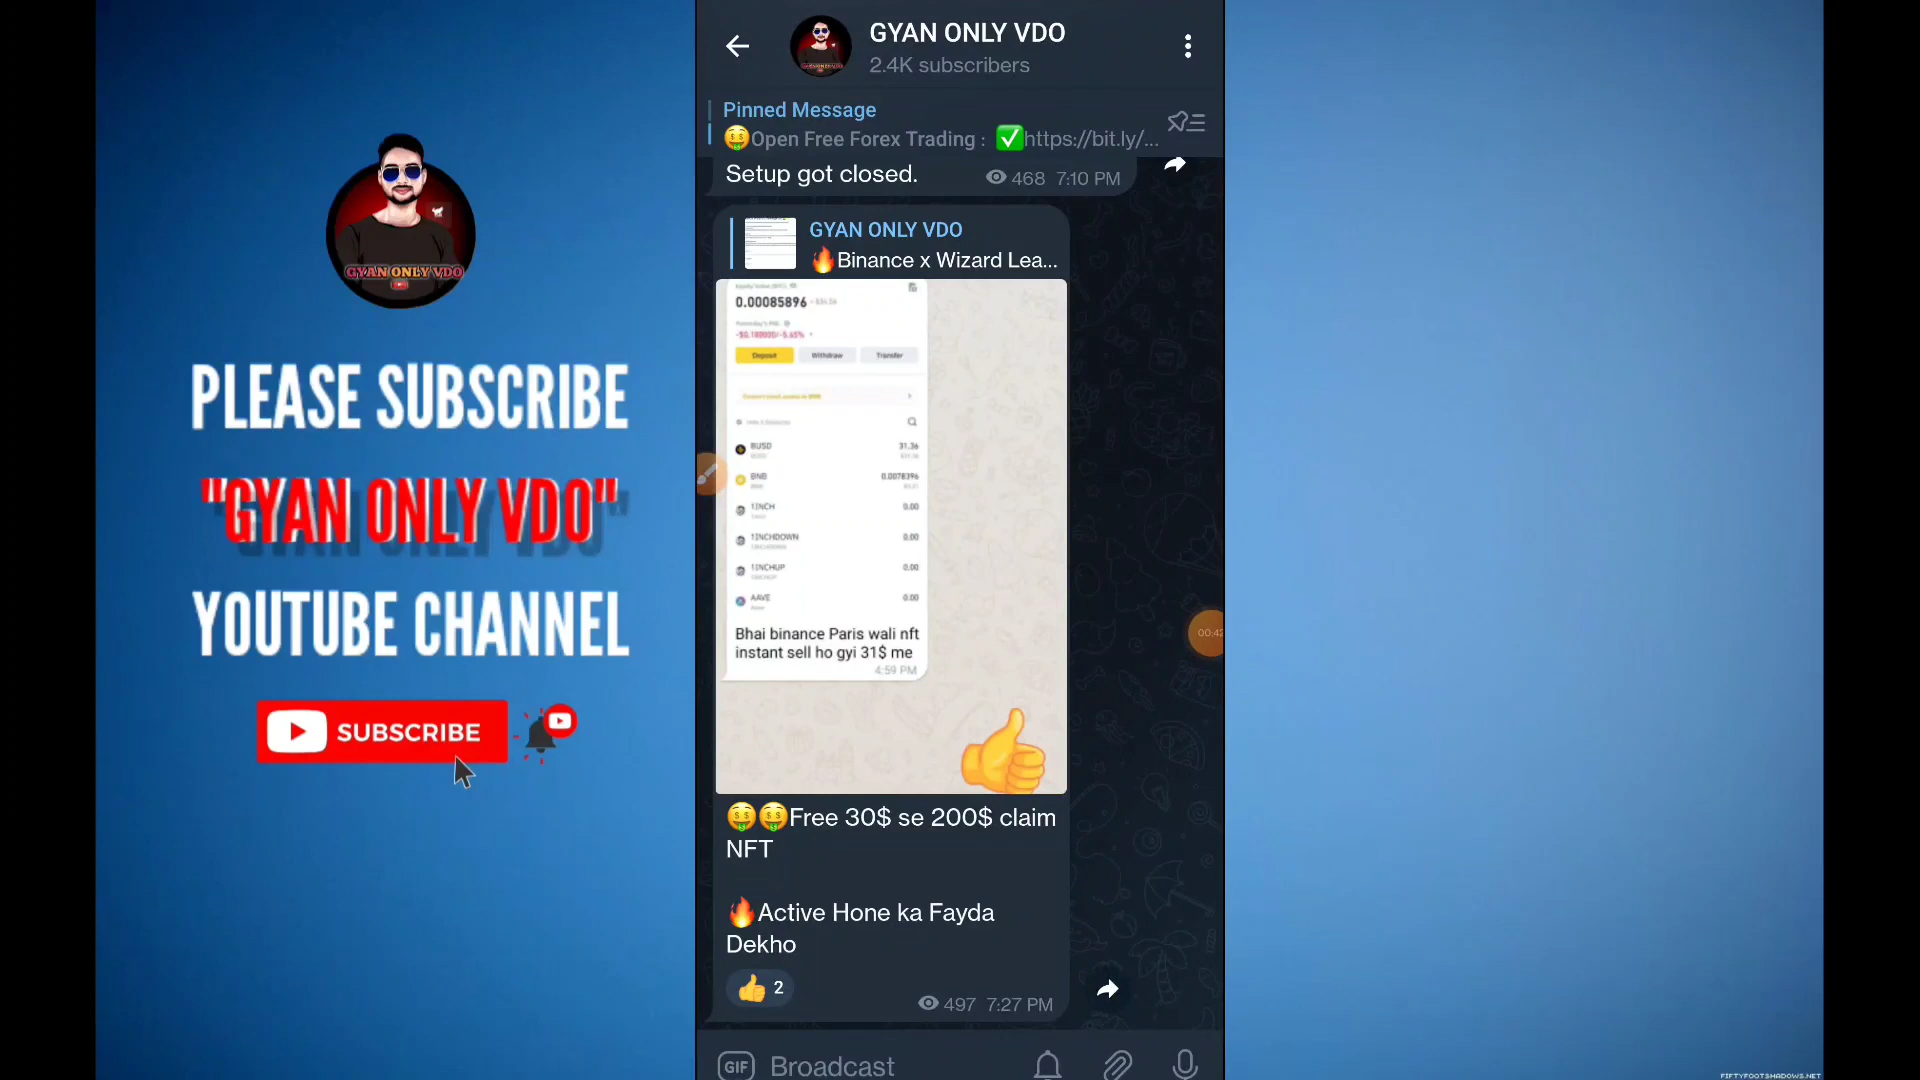 GYAN ONLY VDO
PLEASE SUBSCRIBE
"GYAN ONLY VDO"
YOUTUBE CHANNEL
SUBSCRIBE
GYAN ONLY VDO
2.4K subscribers
Pinned Message
🤑Open Free Forex Trading : ✅https://bit.ly/...
Setup got closed.
468 7:10 PM
GYAN ONLY VDO
🔥Binance x Wizard Lea...
0.00085896
Deposit Withdraw Transfer
BUSD 31.36
BNB 0.0078396
1INCH 0.00
1INCHDOWN 0.00
1INCHUP 0.00
AAVE 0.00
Bhai binance Paris wali nft
instant sell ho gyi 31$ me
4:59 PM
🤑🤑Free 30$ se 200$ claim
NFT
🔥Active Hone ka Fayda
Dekho
👍 2
497 7:27 PM
GIF Broadcast
00:42
FIFTYFOOTSHADOWS.NET